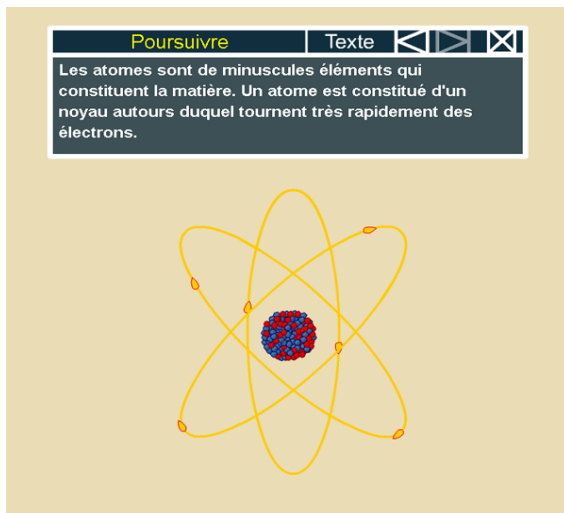 Poursuivre Texte
Les atomes sont de minuscules éléments qui
constituent la matière. Un atome est constitué d'un
noyau autours duquel tournent très rapidement des
électrons.